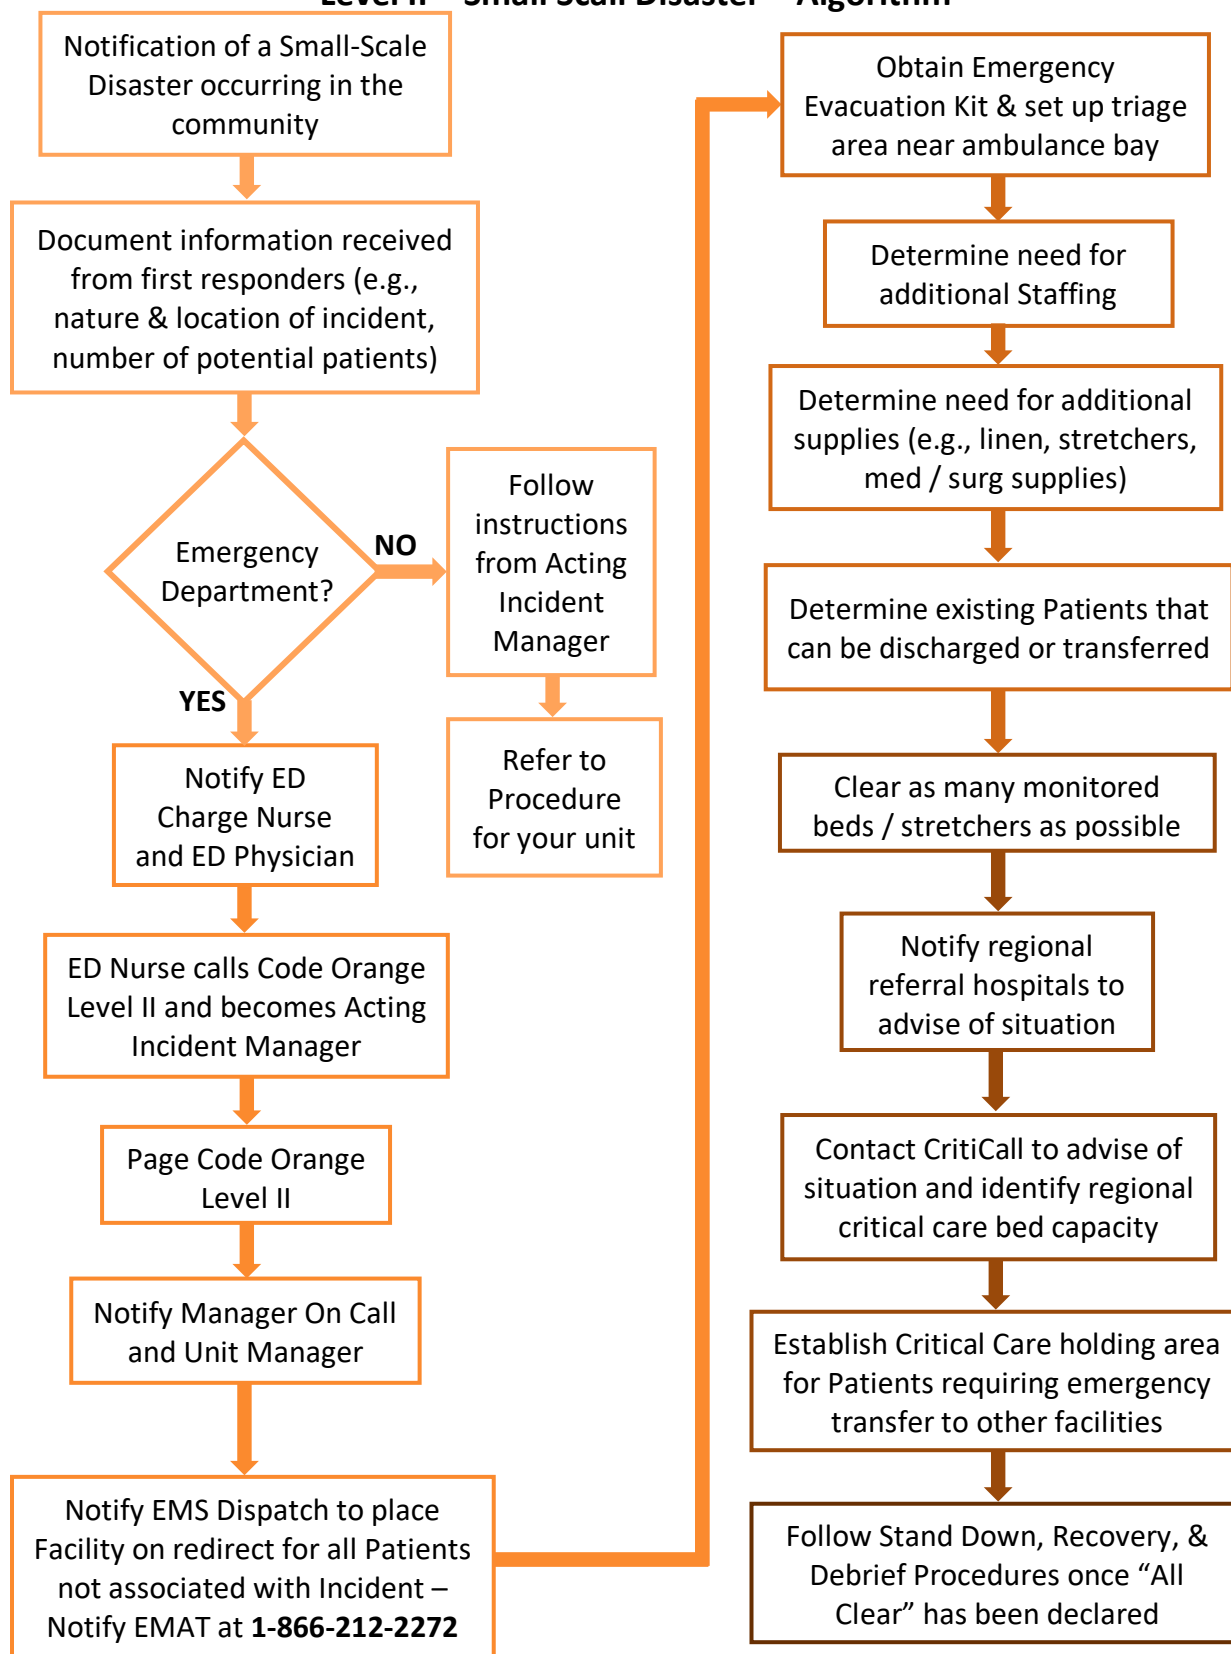 Level II – Small Scall Disaster – Algorithm
Notification of a Small-Scale
Disaster occurring in the
community
Document information received
from first responders (e.g.,
nature & location of incident,
number of potential patients)
Emergency
Department?
NO
YES
Follow
instructions
from Acting
Incident
Manager
Refer to
Procedure
for your unit
Notify ED
Charge Nurse
and ED Physician
ED Nurse calls Code Orange
Level II and becomes Acting
Incident Manager
Page Code Orange
Level II
Notify Manager On Call
and Unit Manager
Notify EMS Dispatch to place
Facility on redirect for all Patients
not associated with Incident –
Notify EMAT at 1-866-212-2272
Obtain Emergency
Evacuation Kit & set up triage
area near ambulance bay
Determine need for
additional Staffing
Determine need for additional
supplies (e.g., linen, stretchers,
med / surg supplies)
Determine existing Patients that
can be discharged or transferred
Clear as many monitored
beds / stretchers as possible
Notify regional
referral hospitals to
advise of situation
Contact CritiCall to advise of
situation and identify regional
critical care bed capacity
Establish Critical Care holding area
for Patients requiring emergency
transfer to other facilities
Follow Stand Down, Recovery, &
Debrief Procedures once “All
Clear” has been declared